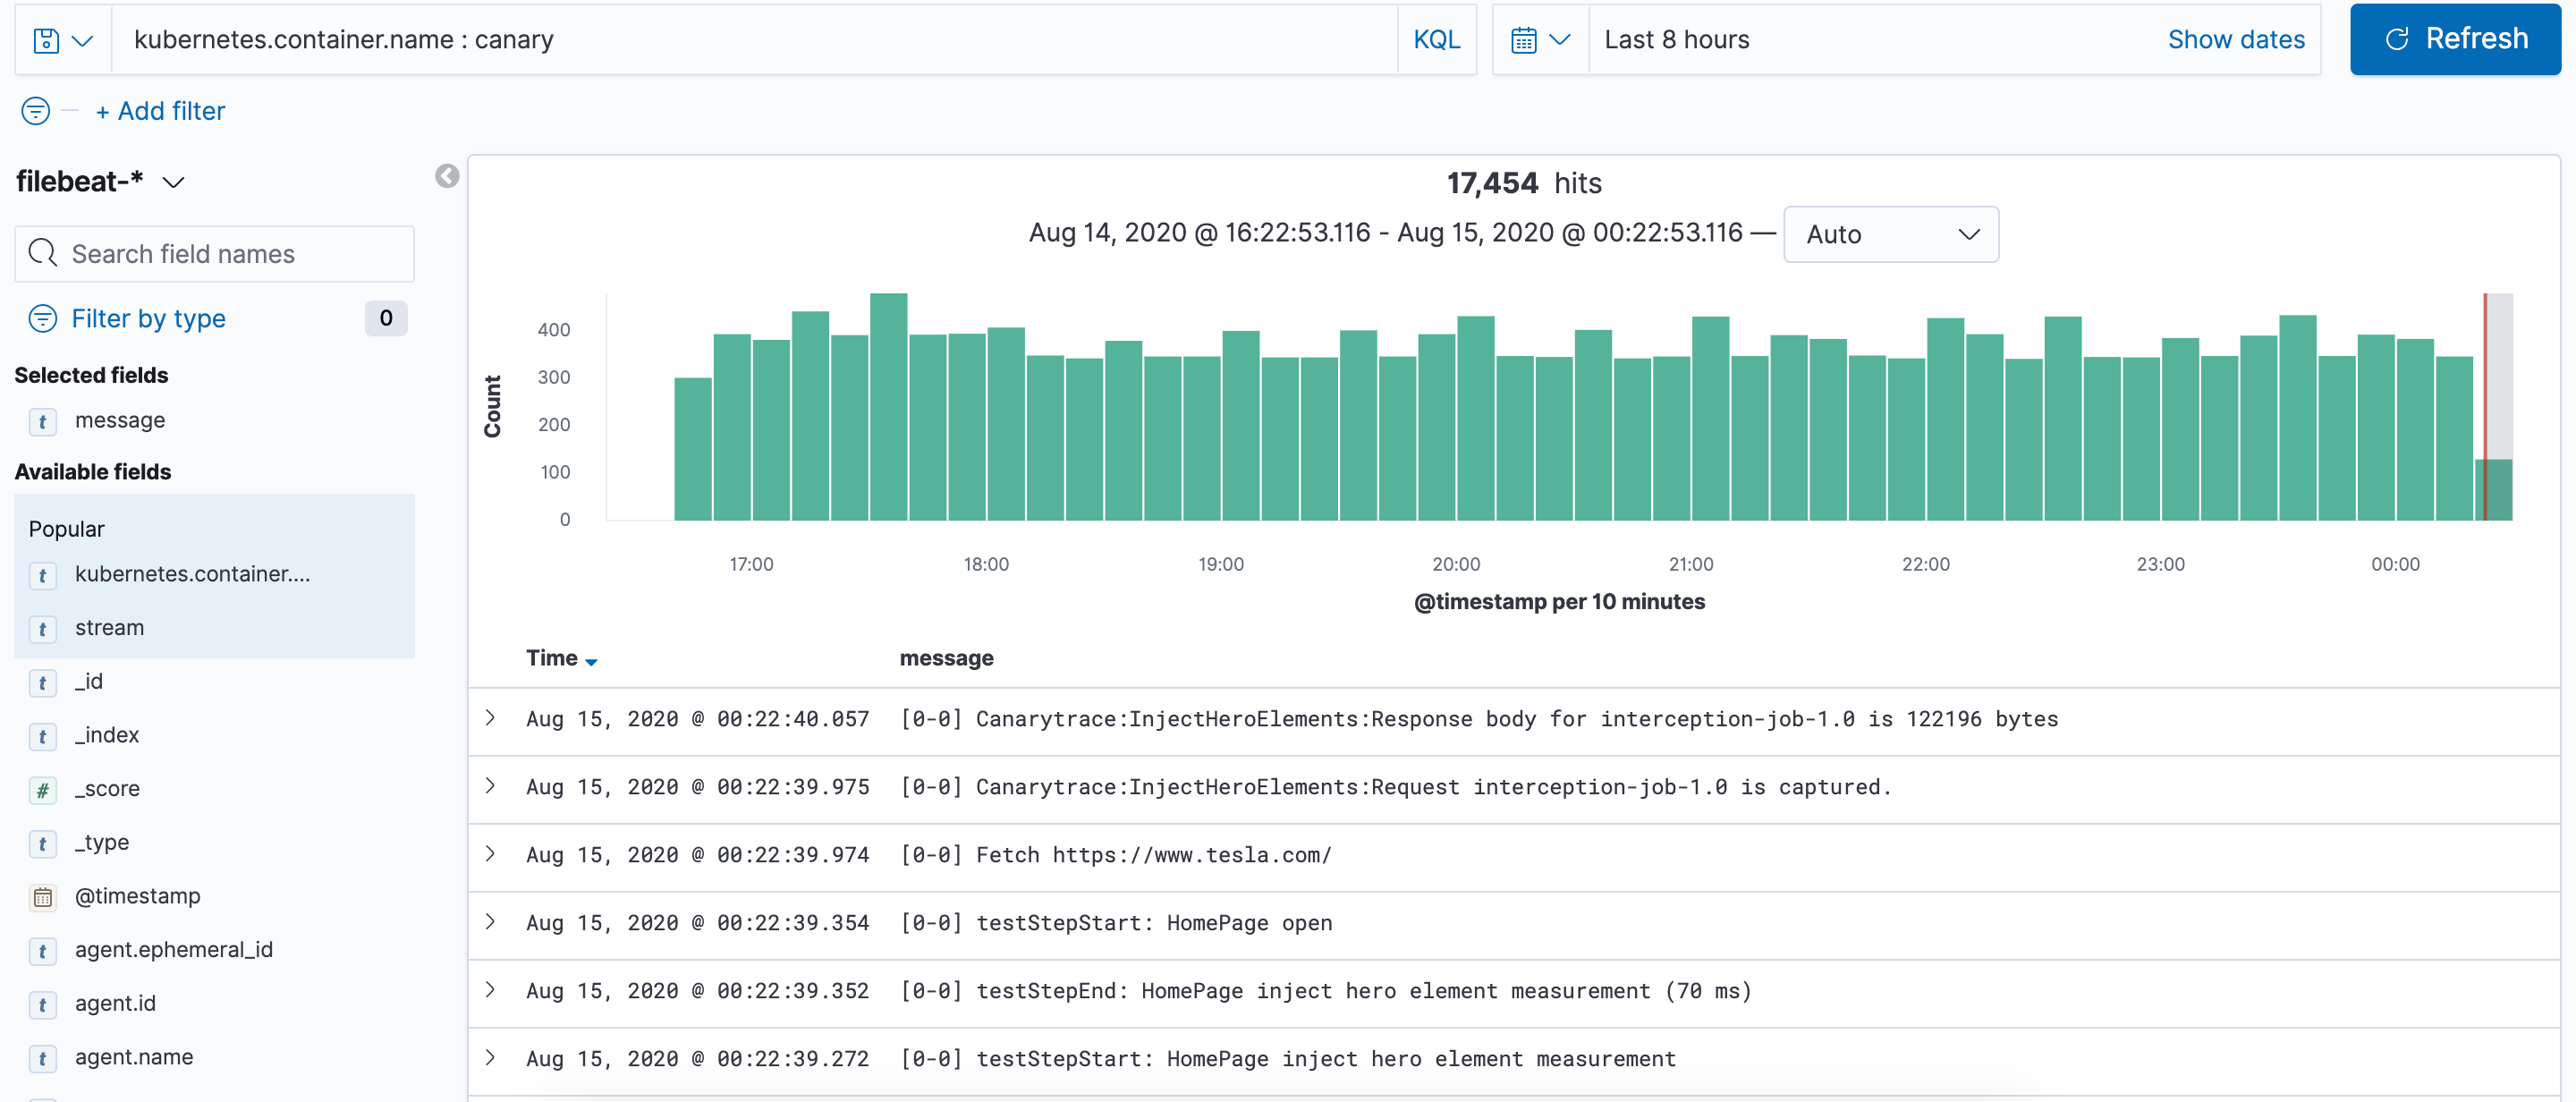 kubernetes.container.name : canary
KQL
Last 8 hours
Show dates
Refresh
+ Add filter
filebeat-*
Search field names
Filter by type
0
Selected fields
t message
Available fields
Popular
t kubernetes.container....
t stream
t _id
t _index
# _score
t _type
@timestamp
t agent.ephemeral_id
t agent.id
t agent.name
17,454 hits
Aug 14, 2020 @ 16:22:53.116 - Aug 15, 2020 @ 00:22:53.116 —
Auto
Count
400
300
200
100
0
17:00 18:00 19:00 20:00 21:00 22:00 23:00 00:00
@timestamp per 10 minutes
Time message
Aug 15, 2020 @ 00:22:40.057 [0-0] Canarytrace:InjectHeroElements:Response body for interception-job-1.0 is 122196 bytes
Aug 15, 2020 @ 00:22:39.975 [0-0] Canarytrace:InjectHeroElements:Request interception-job-1.0 is captured.
Aug 15, 2020 @ 00:22:39.974 [0-0] Fetch https://www.tesla.com/
Aug 15, 2020 @ 00:22:39.354 [0-0] testStepStart: HomePage open
Aug 15, 2020 @ 00:22:39.352 [0-0] testStepEnd: HomePage inject hero element measurement (70 ms)
Aug 15, 2020 @ 00:22:39.272 [0-0] testStepStart: HomePage inject hero element measurement